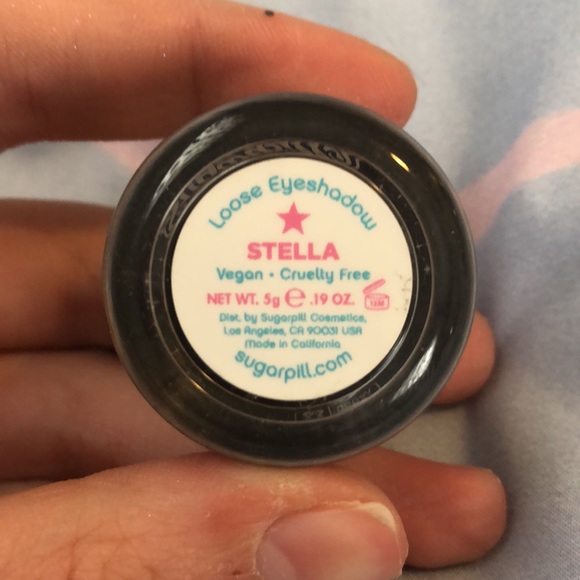 Loose Eyeshadow
STELLA
Vegan • Cruelty Free
NET WT. 5g ℮ .19 OZ.
Dist. by Sugarpill Cosmetics,
Los Angeles, CA 90031 USA
Made in California
sugarpill.com